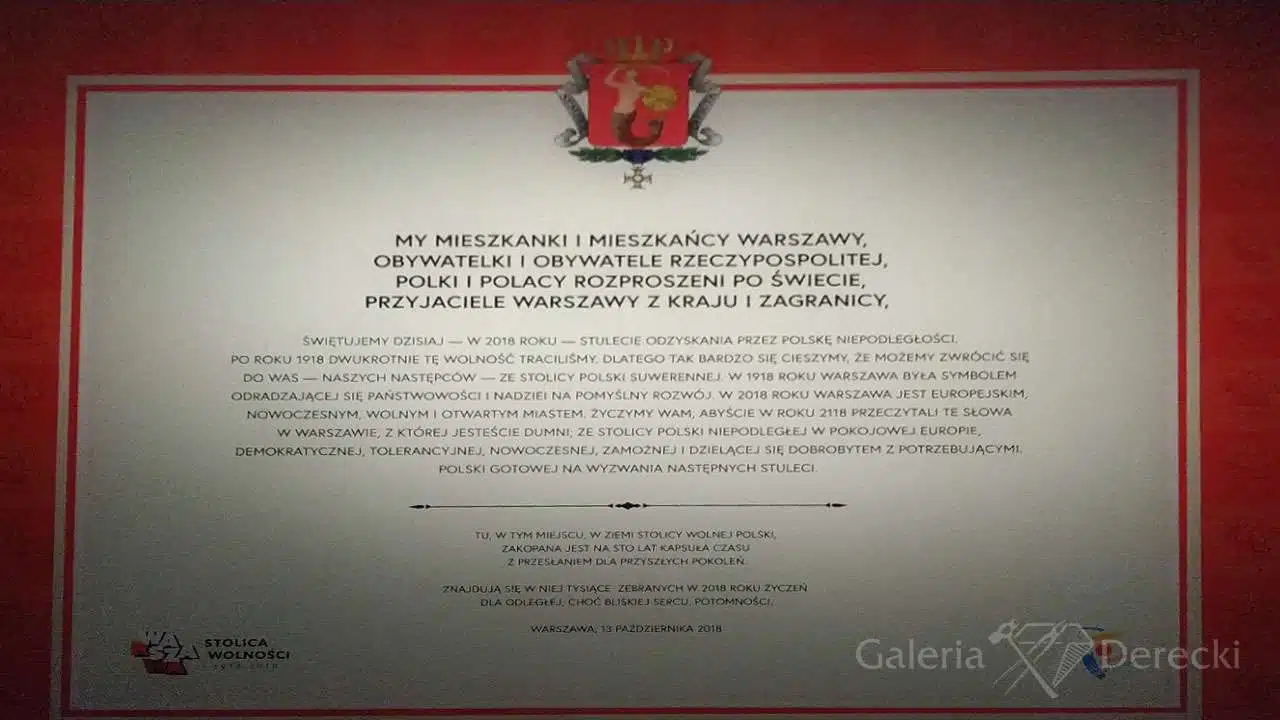 MY MIESZKANKI I MIESZKAŃCY WARSZAWY,
OBYWATELKI I OBYWATELE RZECZYPOSPOLITEJ,
POLKI I POLACY ROZPROSZENI PO ŚWIECIE,
PRZYJACIELE WARSZAWY Z KRAJU I ZAGRANICY,
ŚWIĘTUJEMY DZISIAJ — W 2018 ROKU — STULECIE ODZYSKANIA PRZEZ POLSKĘ NIEPODLEGŁOŚCI.
PO ROKU 1918 DWUKROTNIE TĘ WOLNOŚĆ TRACILIŚMY. DLATEGO TAK BARDZO SIĘ CIESZYMY, ŻE MOŻEMY ZWRÓCIĆ SIĘ
DO WAS — NASZYCH NASTĘPCÓW — ZE STOLICY POLSKI SUWERENNEJ. W 1918 ROKU WARSZAWA BYŁA SYMBOLEM
ODRADZAJĄCEJ SIĘ PAŃSTWOWOŚCI I NADZIEI NA POMYŚLNY ROZWÓJ. W 2018 ROKU WARSZAWA JEST EUROPEJSKIM,
NOWOCZESNYM, WOLNYM I OTWARTYM MIASTEM. ŻYCZYMY WAM, ABYŚCIE W ROKU 2118 PRZECZYTALI TE SŁOWA
W WARSZAWIE, Z KTÓREJ JESTEŚCIE DUMNI; ZE STOLICY POLSKI NIEPODLEGŁEJ W POKOJOWEJ EUROPIE,
DEMOKRATYCZNEJ, TOLERANCYJNEJ, NOWOCZESNEJ, ZAMOŻNEJ I DZIELĄCEJ SIĘ DOBROBYTEM Z POTRZEBUJĄCYMI.
POLSKI GOTOWEJ NA WYZWANIA NASTĘPNYCH STULECI.
TU, W TYM MIEJSCU, W ZIEMI STOLICY WOLNEJ POLSKI,
ZAKOPANA JEST NA STO LAT KAPSUŁA CZASU
Z PRZESŁANIEM DLA PRZYSZŁYCH POKOLEŃ.
ZNAJDUJĄ SIĘ W NIEJ TYSIĄCE ZEBRANYCH W 2018 ROKU ŻYCZEŃ
DLA ODLEGŁEJ, CHOĆ BLISKIEJ SERCU, POTOMNOŚCI.
WARSZAWA, 13 PAŹDZIERNIKA 2018
STOLICA
WOLNOŚCI
1918-2018
Galeria Derecki